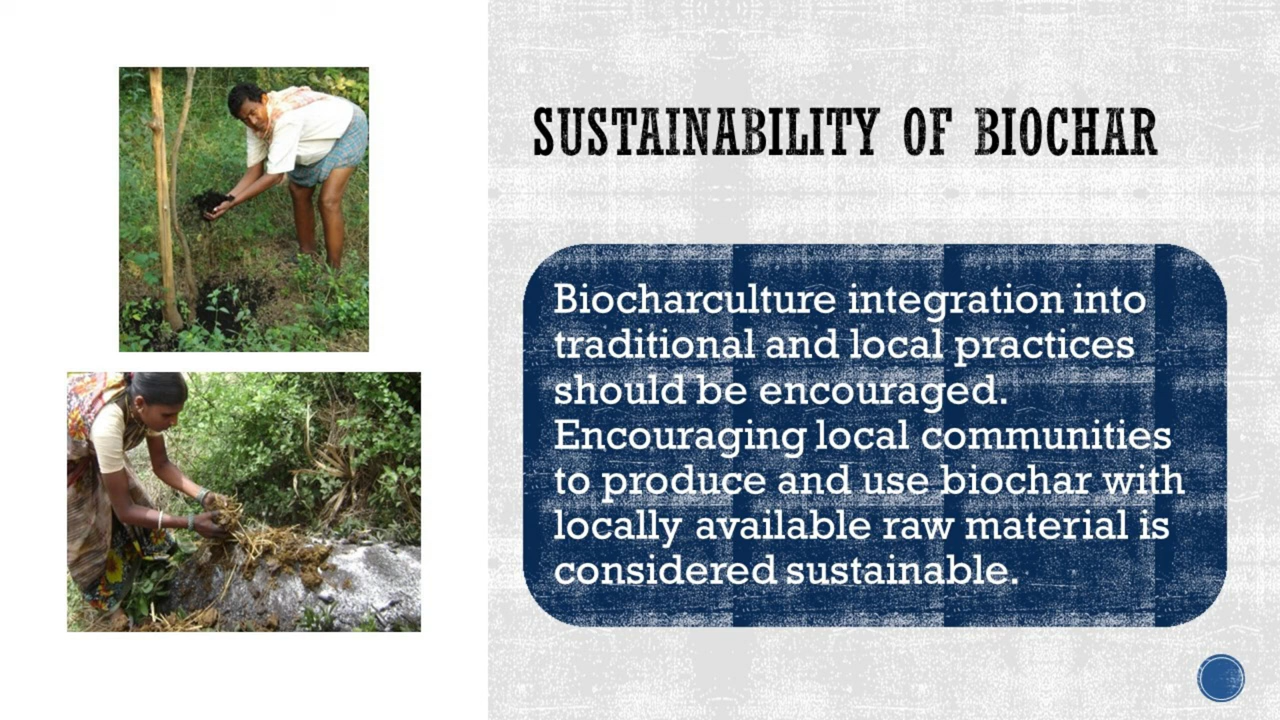 SUSTAINABILITY OF BIOCHAR
Biocharculture integration into
traditional and local practices
should be encouraged.
Encouraging local communities
to produce and use biochar with
locally available raw material is
considered sustainable.